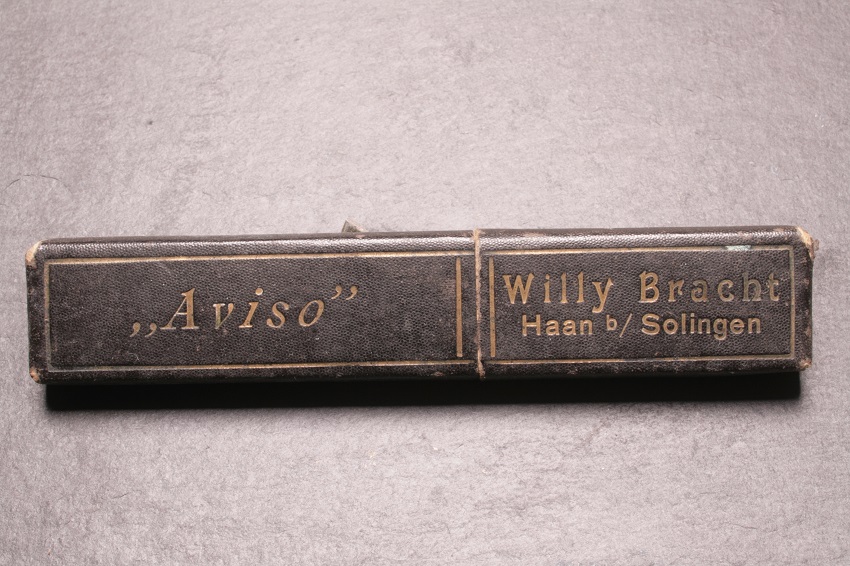 „Aviso”
Willy Bracht
Haan b/ Solingen